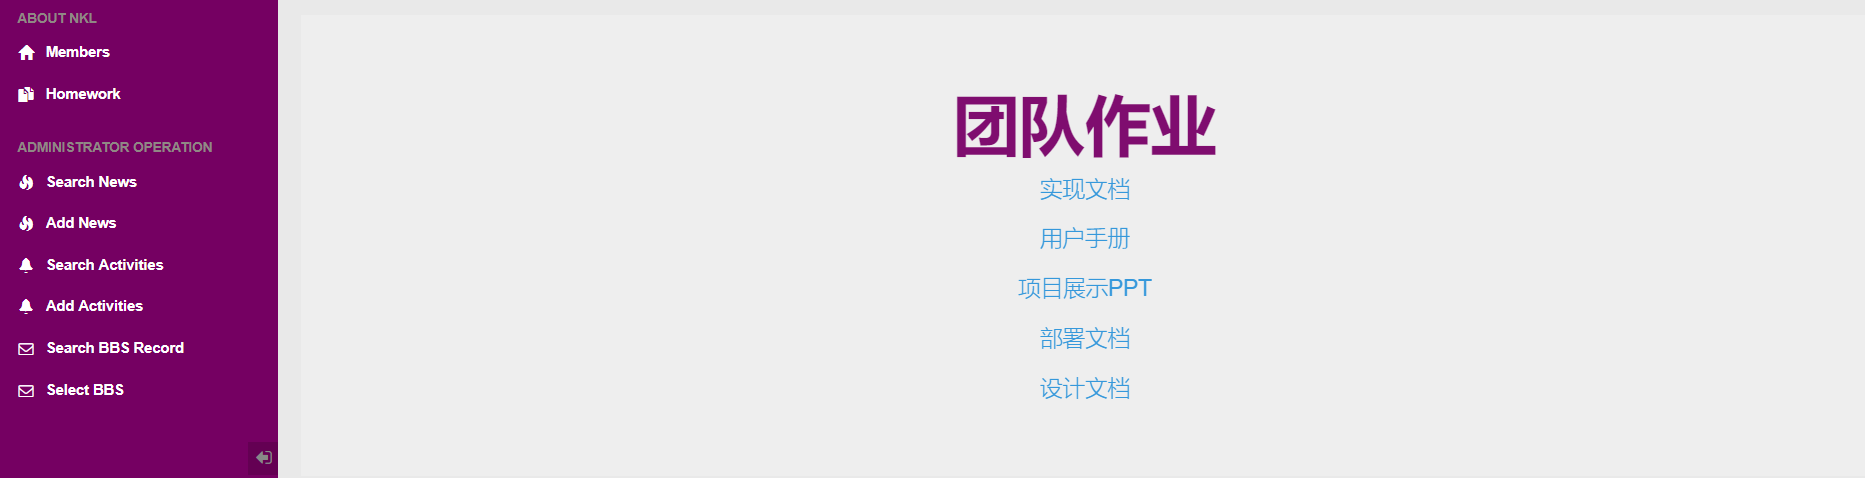 ABOUT NKL
Members
Homework
ADMINISTRATOR OPERATION
Search News
Add News
Search Activities
Add Activities
Search BBS Record
Select BBS
团队作业
实现文档
用户手册
项目展示PPT
部署文档
设计文档